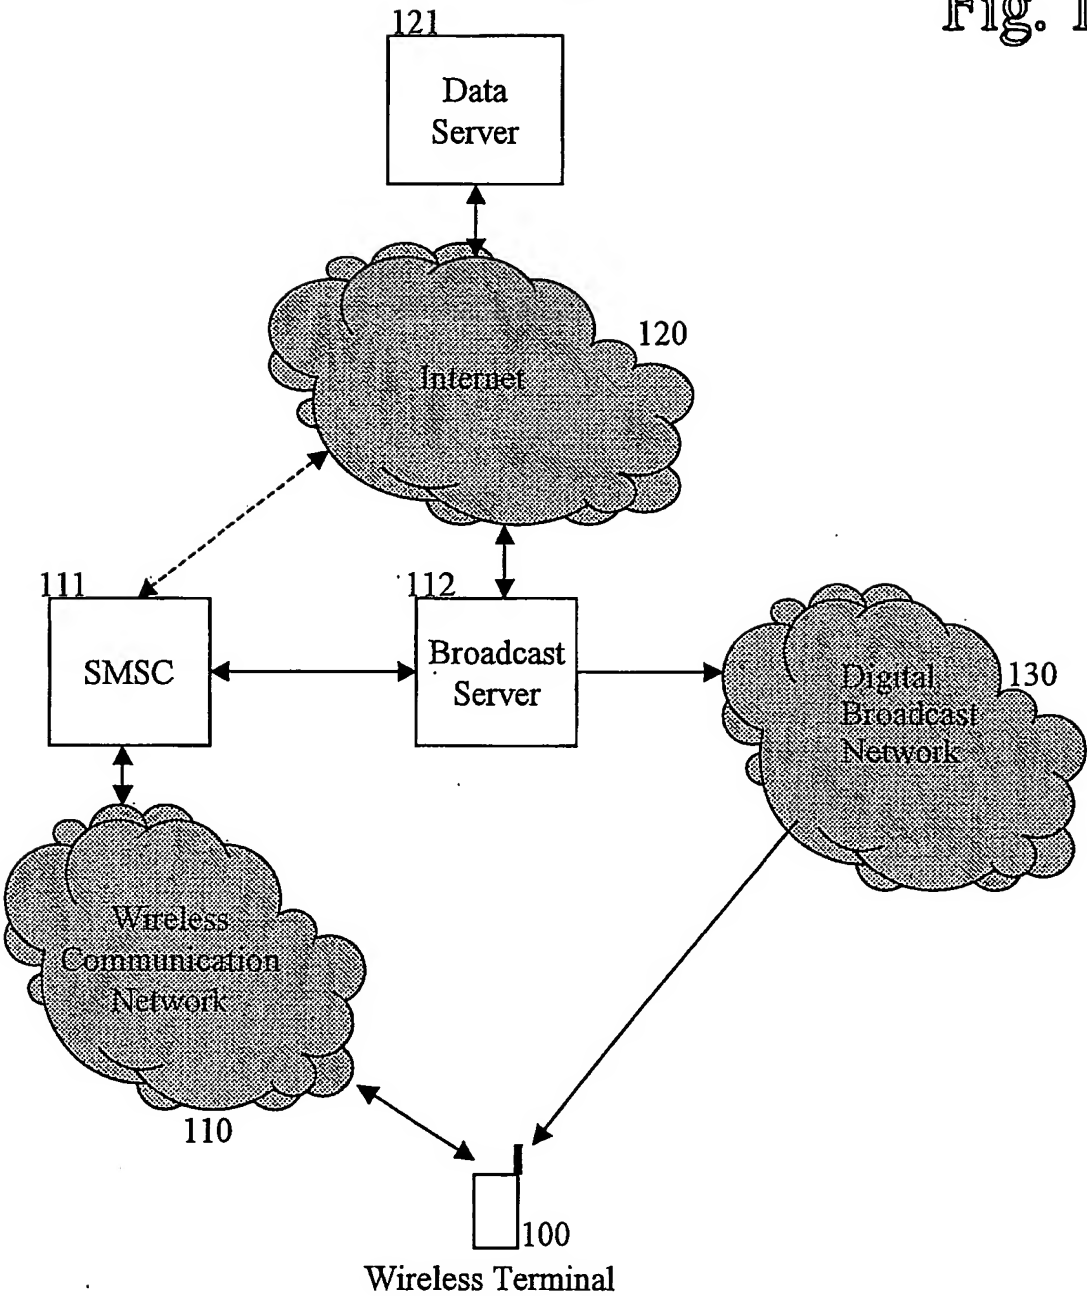 Fig. 1
121
Data
Server
120
Internet
111
112
SMSC
Broadcast
Server
130
Digital
Broadcast
Network
Wireless
Communication
Network
110
100
Wireless Terminal